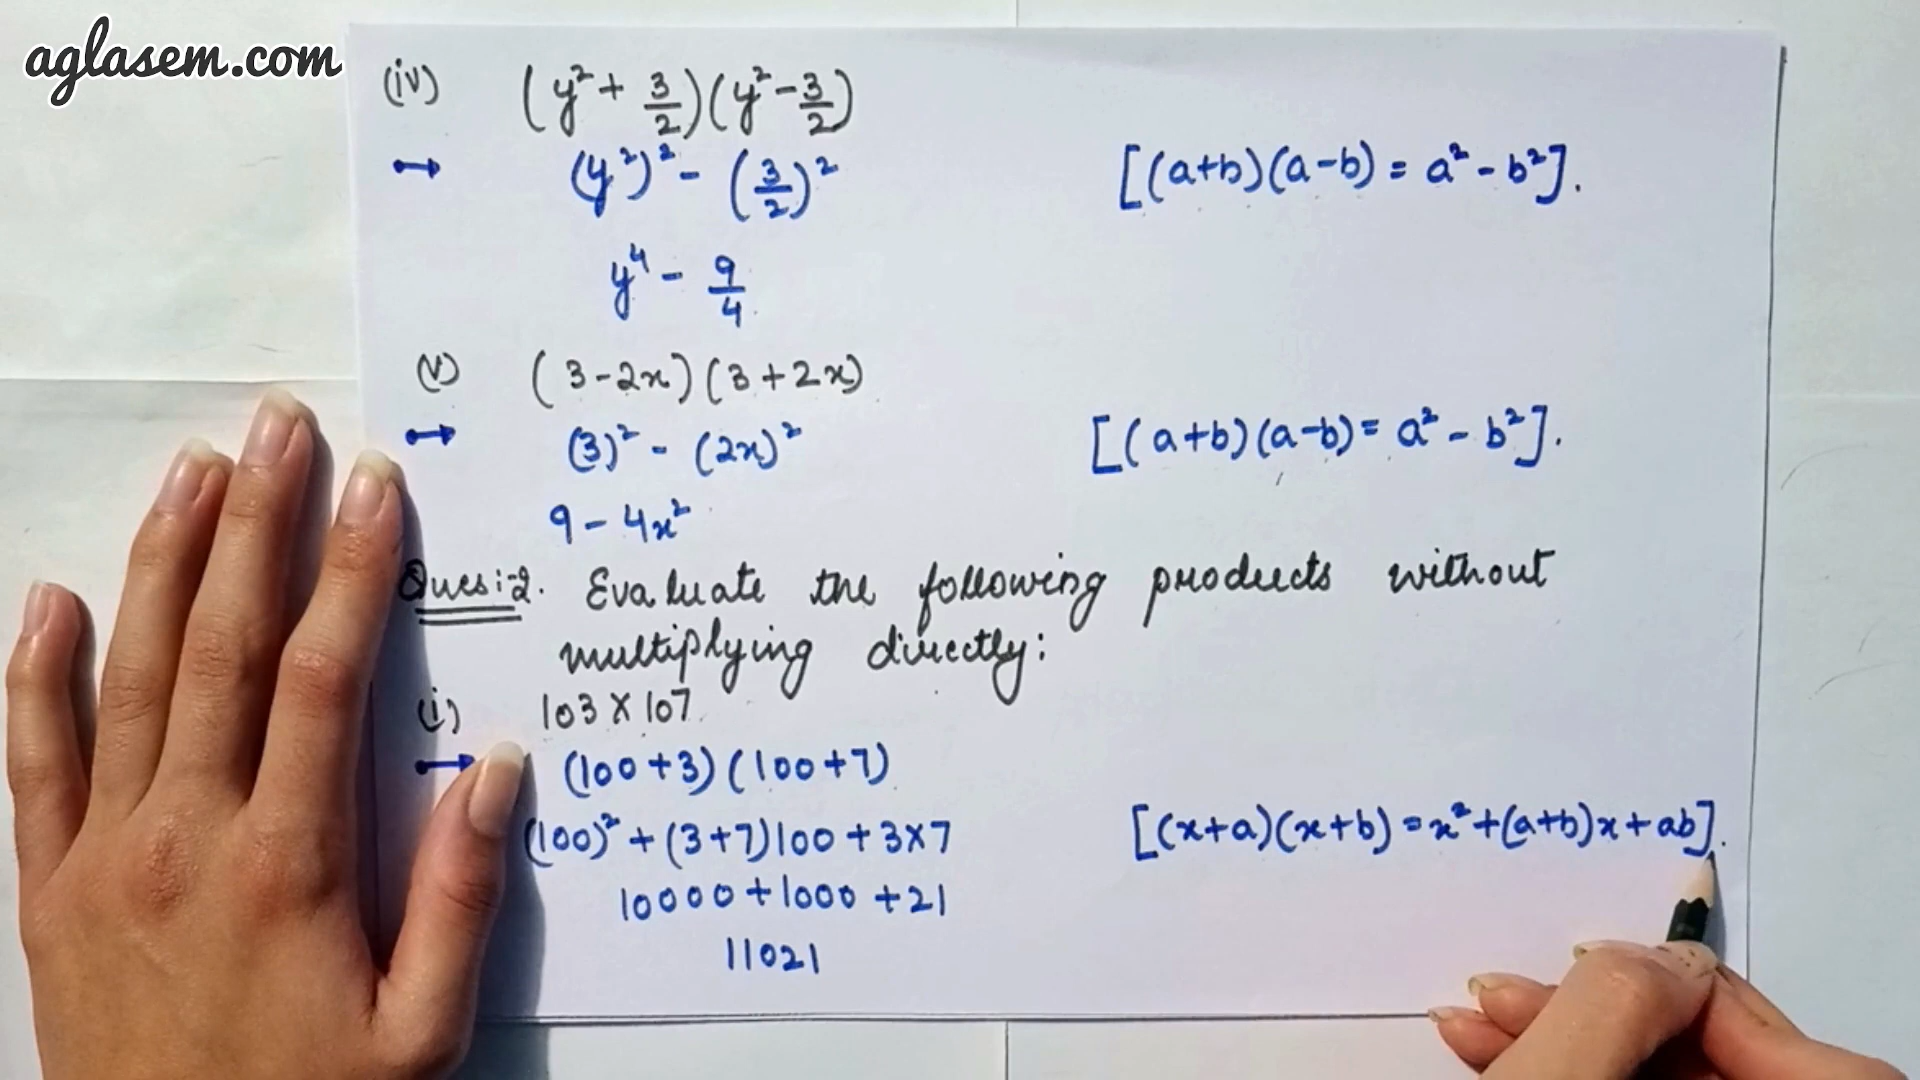 aglasem.com
(iv) (y² + 3/2)(y² - 3/2)
(y²)² - (3/2)² [(a+b)(a-b) = a² - b²].
y⁴ - 9/4
(v) (3-2x)(3+2x)
(3)² - (2x)² [(a+b)(a-b) = a² - b²].
9 - 4x²
Ques:-2. Evaluate the following products without
multiplying directly:
(i) 103 × 107
(100+3)(100+7)
(100)² + (3+7)100 + 3×7 [(x+a)(x+b) = x² + (a+b)x + ab].
10000 + 1000 + 21
11021